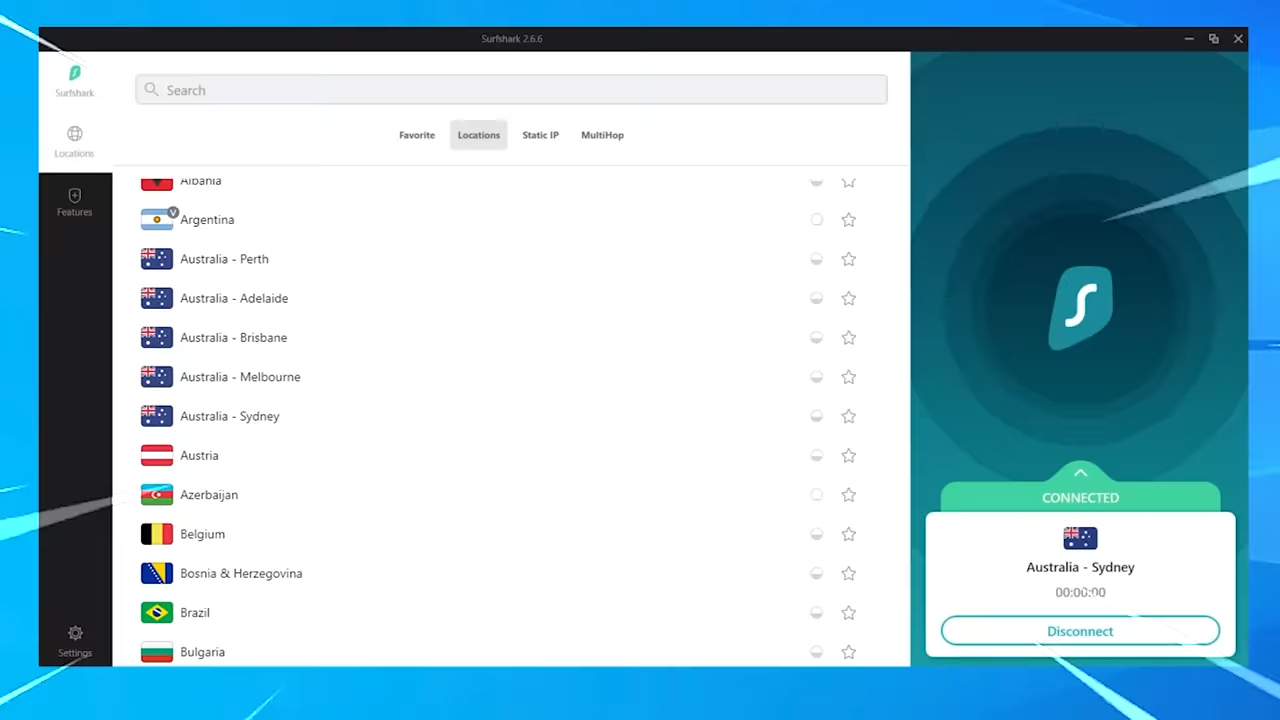 Surfshark 2.6.6
Surfshark
Locations
Features
Settings
Search
Favorite
Locations
Static IP
MultiHop
Albania
V
Argentina
Australia - Perth
Australia - Adelaide
Australia - Brisbane
Australia - Melbourne
Australia - Sydney
Austria
Azerbaijan
Belgium
Bosnia & Herzegovina
Brazil
Bulgaria
CONNECTED
Australia - Sydney
00:00:00
Disconnect